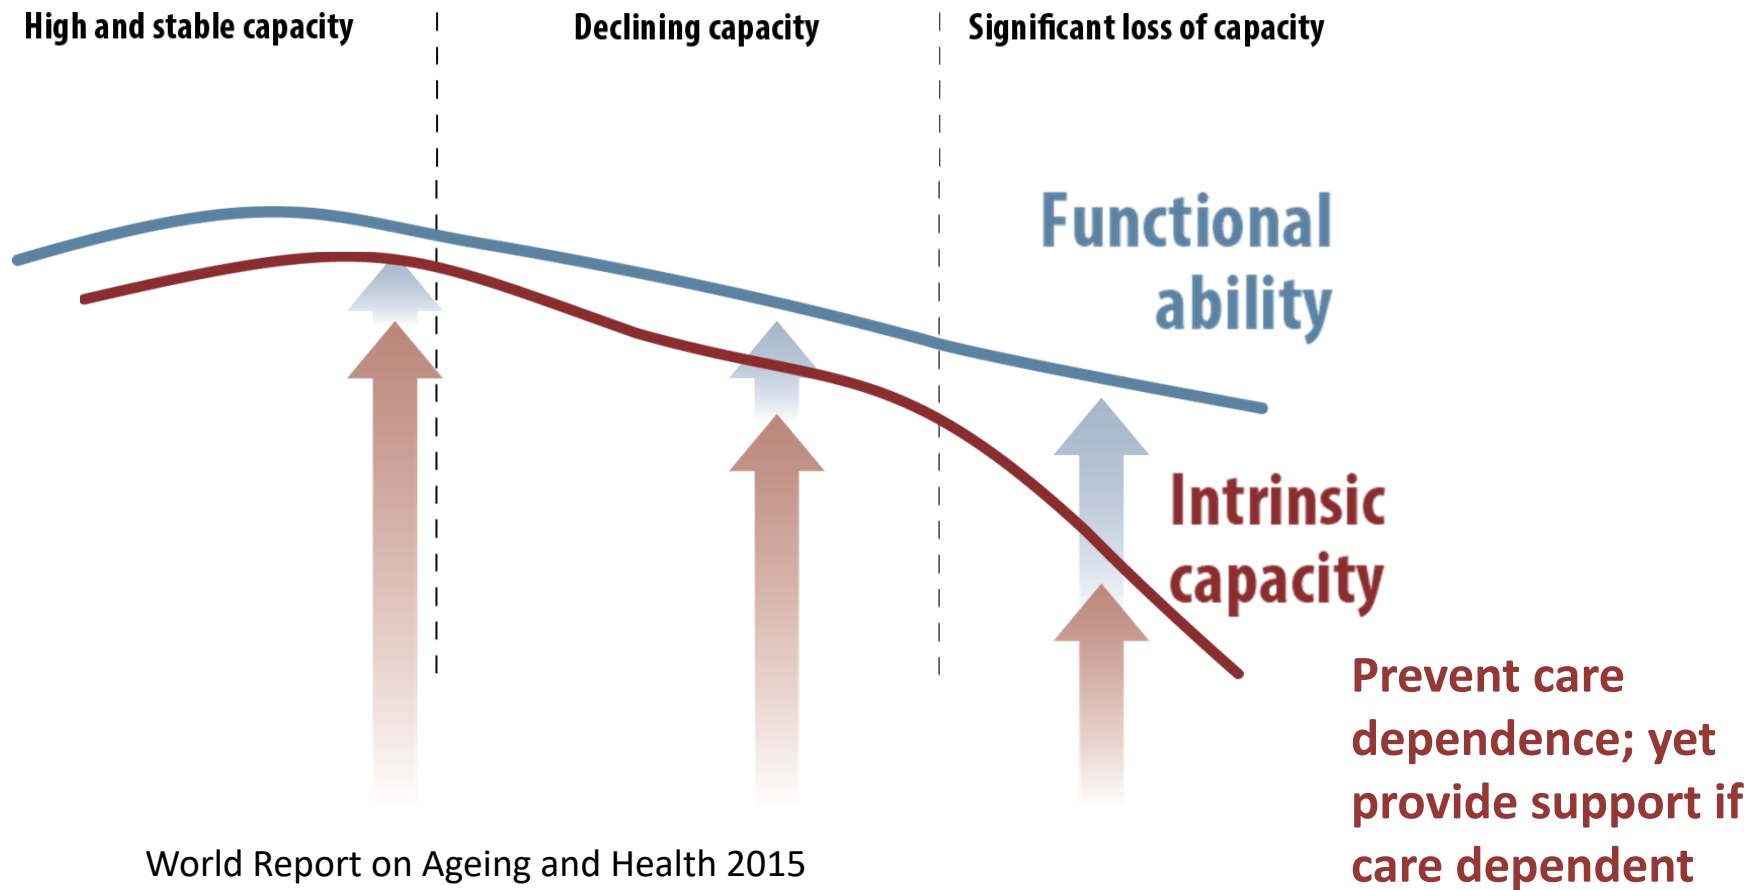 High and stable capacity
Declining capacity
Significant loss of capacity
Functional
ability
Intrinsic
capacity
Prevent care
dependence; yet
provide support if
care dependent
World Report on Ageing and Health 2015